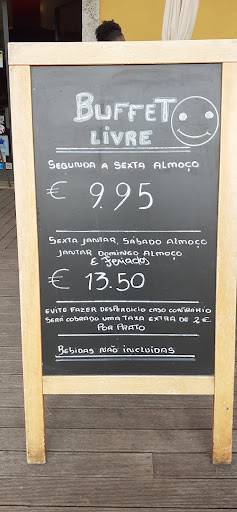 BUFFET
LIVRE
SEGUNDA A SEXTA ALMOÇO
€ 9.95
SEXTA JANTAR, SÁBADO ALMOÇO
JANTAR DOMINGO ALMOÇO
E FERIADOS
€ 13.50
EVITE FAZER DESPERDICIO CASO CONTRÁRIO
SERÁ COBRADO UMA TAXA EXTRA DE 2 €
POR PRATO
BEBIDAS NÃO INCLUÍDAS